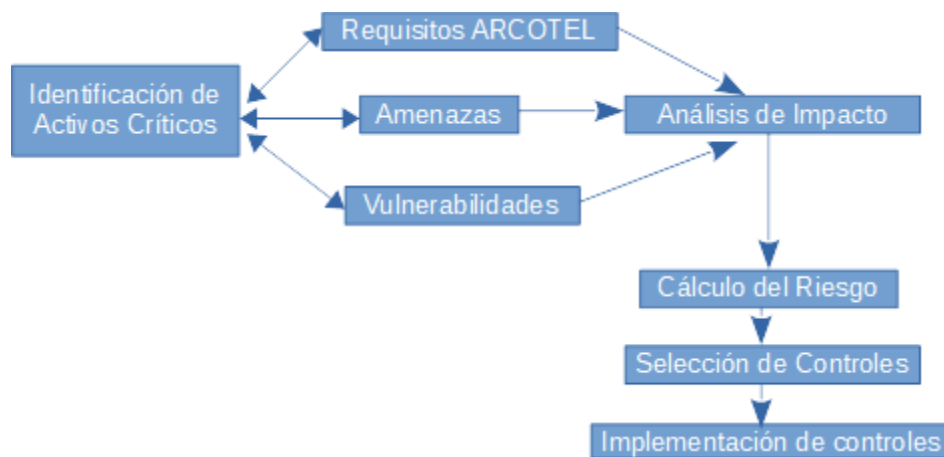 Requisitos ARCOTEL
Identificación de
Activos Críticos
Amenazas
Análisis de Impacto
Vulnerabilidades
Cálculo del Riesgo
Selección de Controles
Implementación de controles